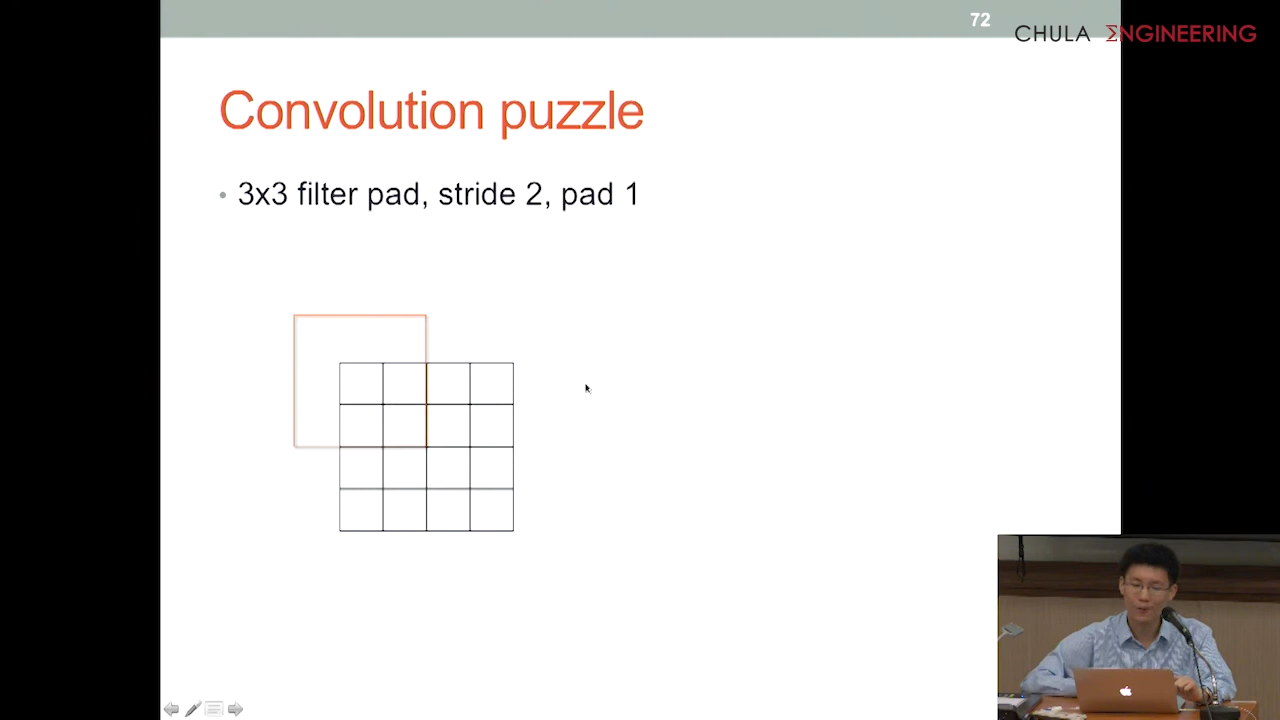 72
CHULA ΣNGINEERING
Convolution puzzle
• 3x3 filter pad, stride 2, pad 1